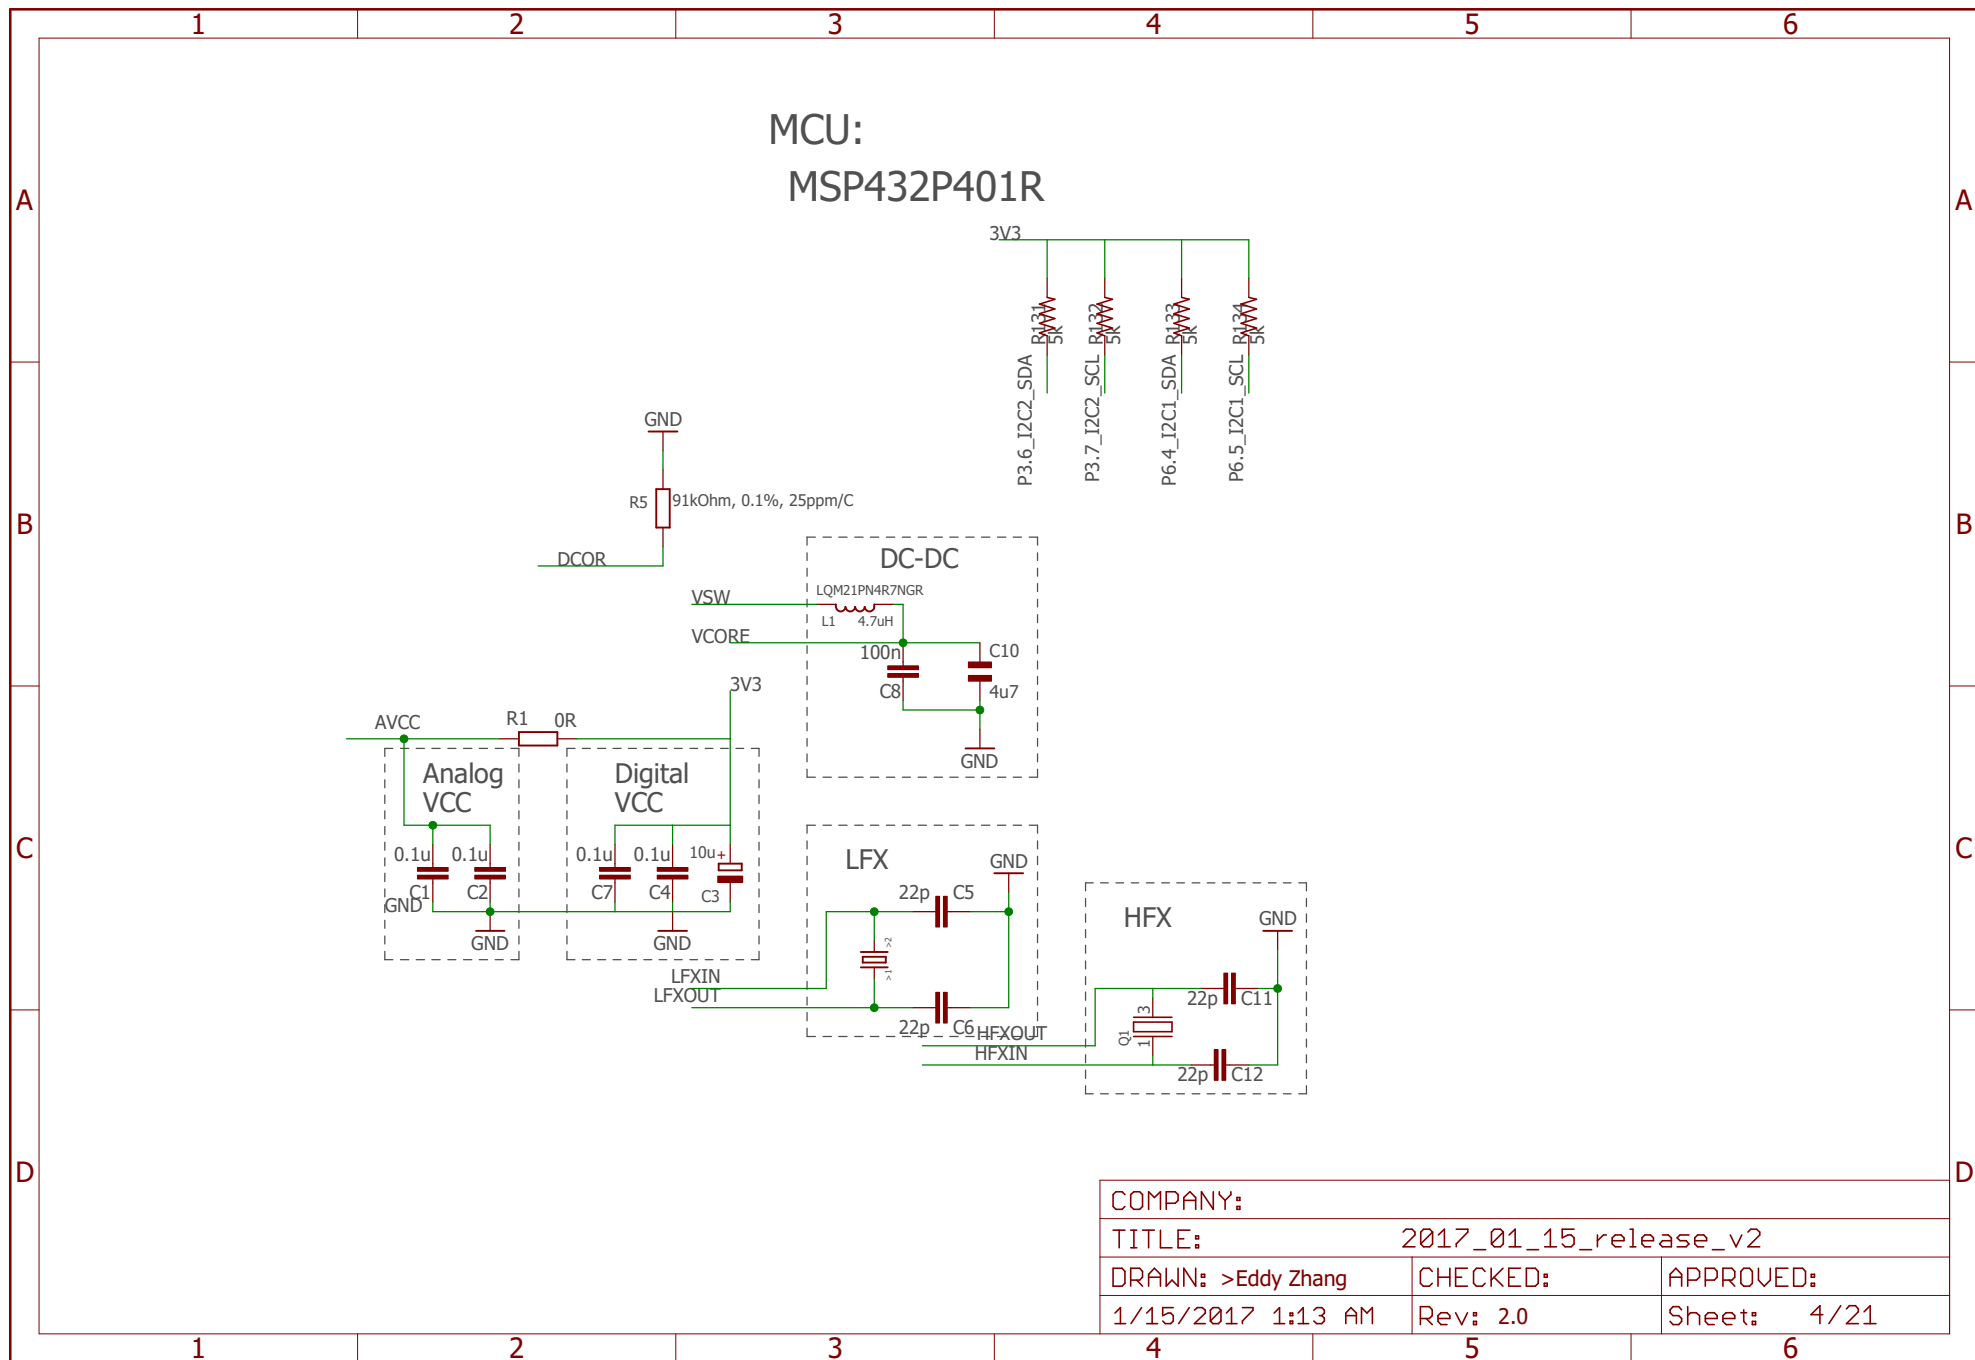 1 2 3 4 5 6
MCU:
MSP432P401R
A A
3V3
R131 5K R132 5K R133 5K R134 5K
P3.6_I2C2_SDA P3.7_I2C2_SCL P6.4_I2C1_SDA P6.5_I2C1_SCL
GND
R5 91kOhm, 0.1%, 25ppm/C
B B
DCOR
DC-DC
LQM21PN4R7NGR
VSW
L1 4.7uH
VCORE
100n C10
C8 4u7
GND
3V3
AVCC R1 0R
Analog
VCC
Digital
VCC
0.1u 0.1u 0.1u 0.1u 10u+
C1 C2 C7 C4 C3
GND
GND GND
C C
LFX GND
22p C5
>2
>1
LFXIN
LFXOUT
22p C6
HFXOUT
HFXIN
HFX GND
22p C11
Q1 3 1
22p C12
D D
COMPANY:
TITLE: 2017_01_15_release_v2
DRAWN: >Eddy Zhang CHECKED: APPROVED:
1/15/2017 1:13 AM Rev: 2.0 Sheet: 4/21
1 2 3 4 5 6